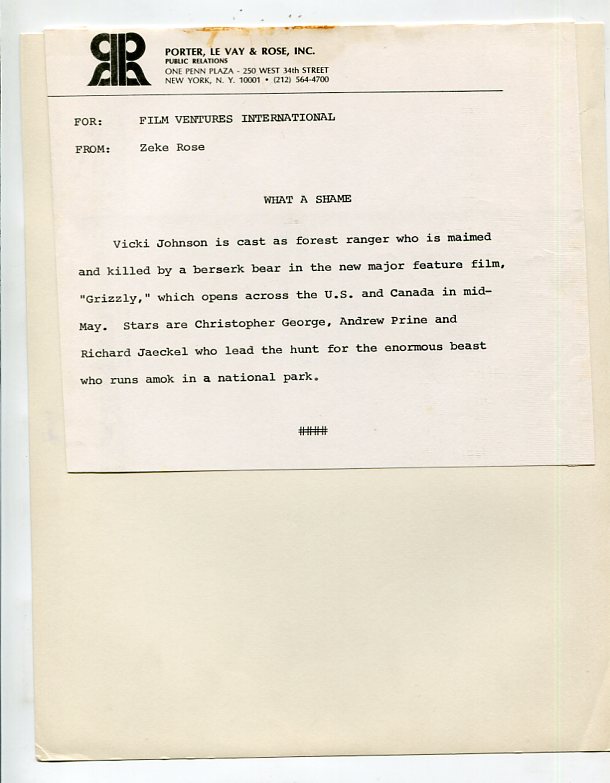 PORTER, LE VAY & ROSE, INC.
PUBLIC RELATIONS
ONE PENN PLAZA - 250 WEST 34th STREET
NEW YORK, N. Y. 10001 • (212) 564-4700
FOR: FILM VENTURES INTERNATIONAL
FROM: Zeke Rose
WHAT A SHAME
Vicki Johnson is cast as forest ranger who is maimed
and killed by a berserk bear in the new major feature film,
"Grizzly," which opens across the U.S. and Canada in mid-
May. Stars are Christopher George, Andrew Prine and
Richard Jaeckel who lead the hunt for the enormous beast
who runs amok in a national park.
####